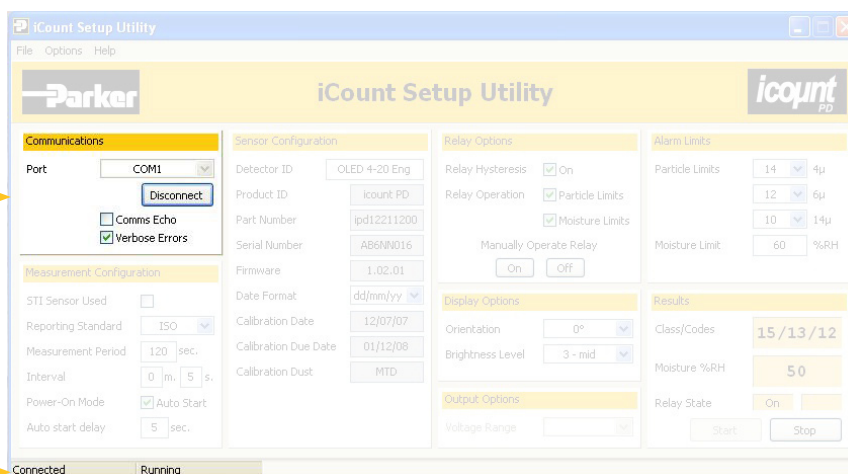 iCount Setup Utility
File Options Help
Parker
iCount Setup Utility
icount
PD
Communications
Port COM1
Disconnect
Comms Echo
Verbose Errors
Measurement Configuration
STI Sensor Used
Reporting Standard ISO
Measurement Period 120 sec.
Interval 0 m. 5 s.
Power-On Mode Auto Start
Auto start delay 5 sec.
Sensor Configuration
Detector ID OLED 4-20 Eng
Product ID icount PD
Part Number ipd12211200
Serial Number AB6NN016
Firmware 1.02.01
Date Format dd/mm/yy
Calibration Date 12/07/07
Calibration Due Date 01/12/08
Calibration Dust MTD
Relay Options
Relay Hysteresis On
Relay Operation Particle Limits
Moisture Limits
Manually Operate Relay
On Off
Display Options
Orientation 0°
Brightness Level 3 - mid
Output Options
Voltage Range
Alarm Limits
Particle Limits 14 4µ
12 6µ
10 14µ
Moisture Limit 60 %RH
Results
Class/Codes 15/13/12
Moisture %RH 50
Relay State On
Start Stop
Connected Running